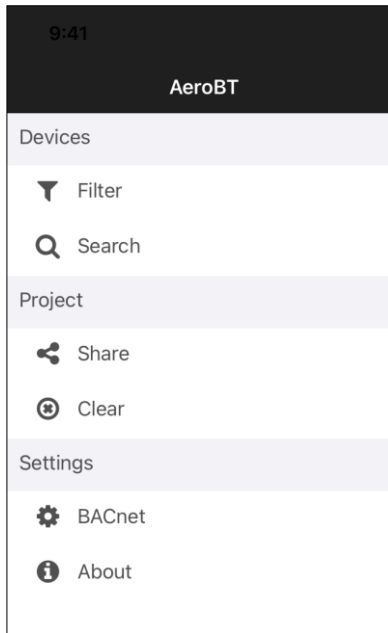 9:41
AeroBT
Devices
Filter
Search
Project
Share
Clear
Settings
BACnet
About